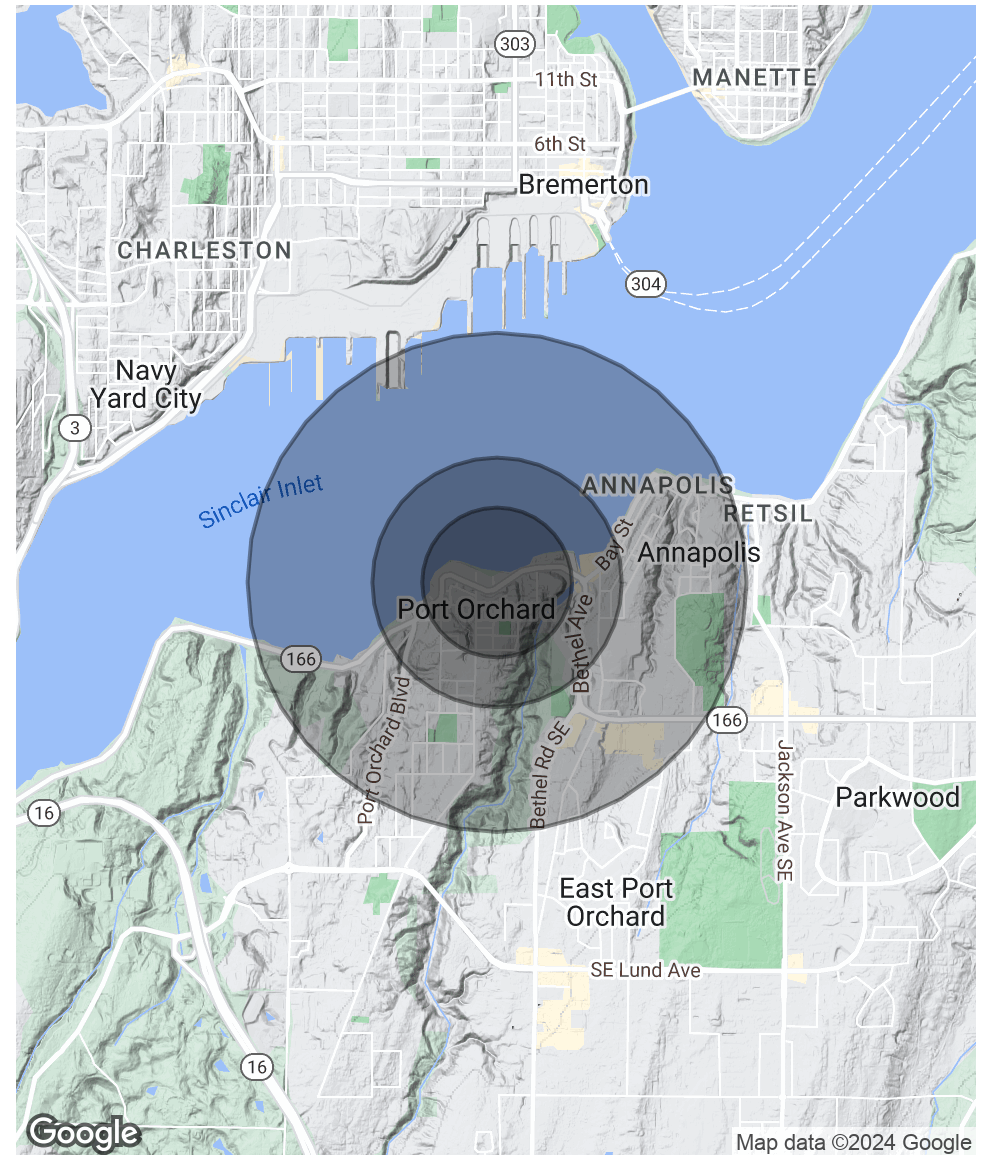 303
11th St
MANETTE
6th St
Bremerton
CHARLESTON
304
Navy
Yard City
3
Sinclair Inlet
ANNAPOLIS
RETSIL
Bay St
Annapolis
Port Orchard
Bethel Ave
166
Port Orchard Blvd
166
Bethel Rd SE
Jackson Ave SE
16
Parkwood
East Port
Orchard
SE Lund Ave
16
Google
Map data ©2024 Google